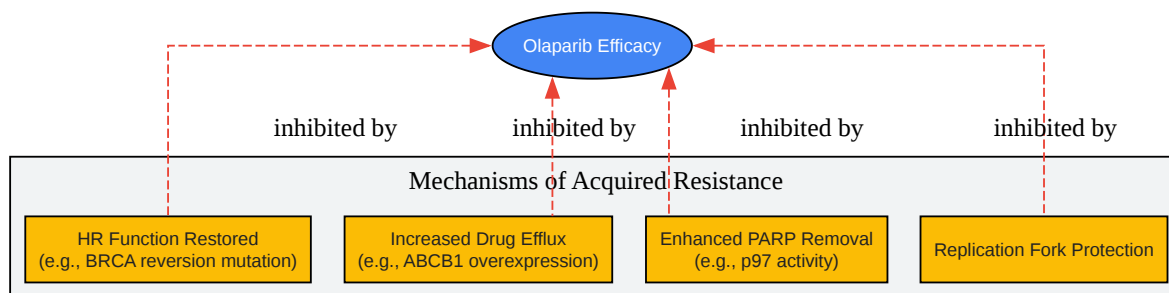 Olaparib Efficacy
inhibited by
inhibited by
inhibited by
inhibited by
Mechanisms of Acquired Resistance
HR Function Restored
(e.g., BRCA reversion mutation)
Increased Drug Efflux
(e.g., ABCB1 overexpression)
Enhanced PARP Removal
(e.g., p97 activity)
Replication Fork Protection